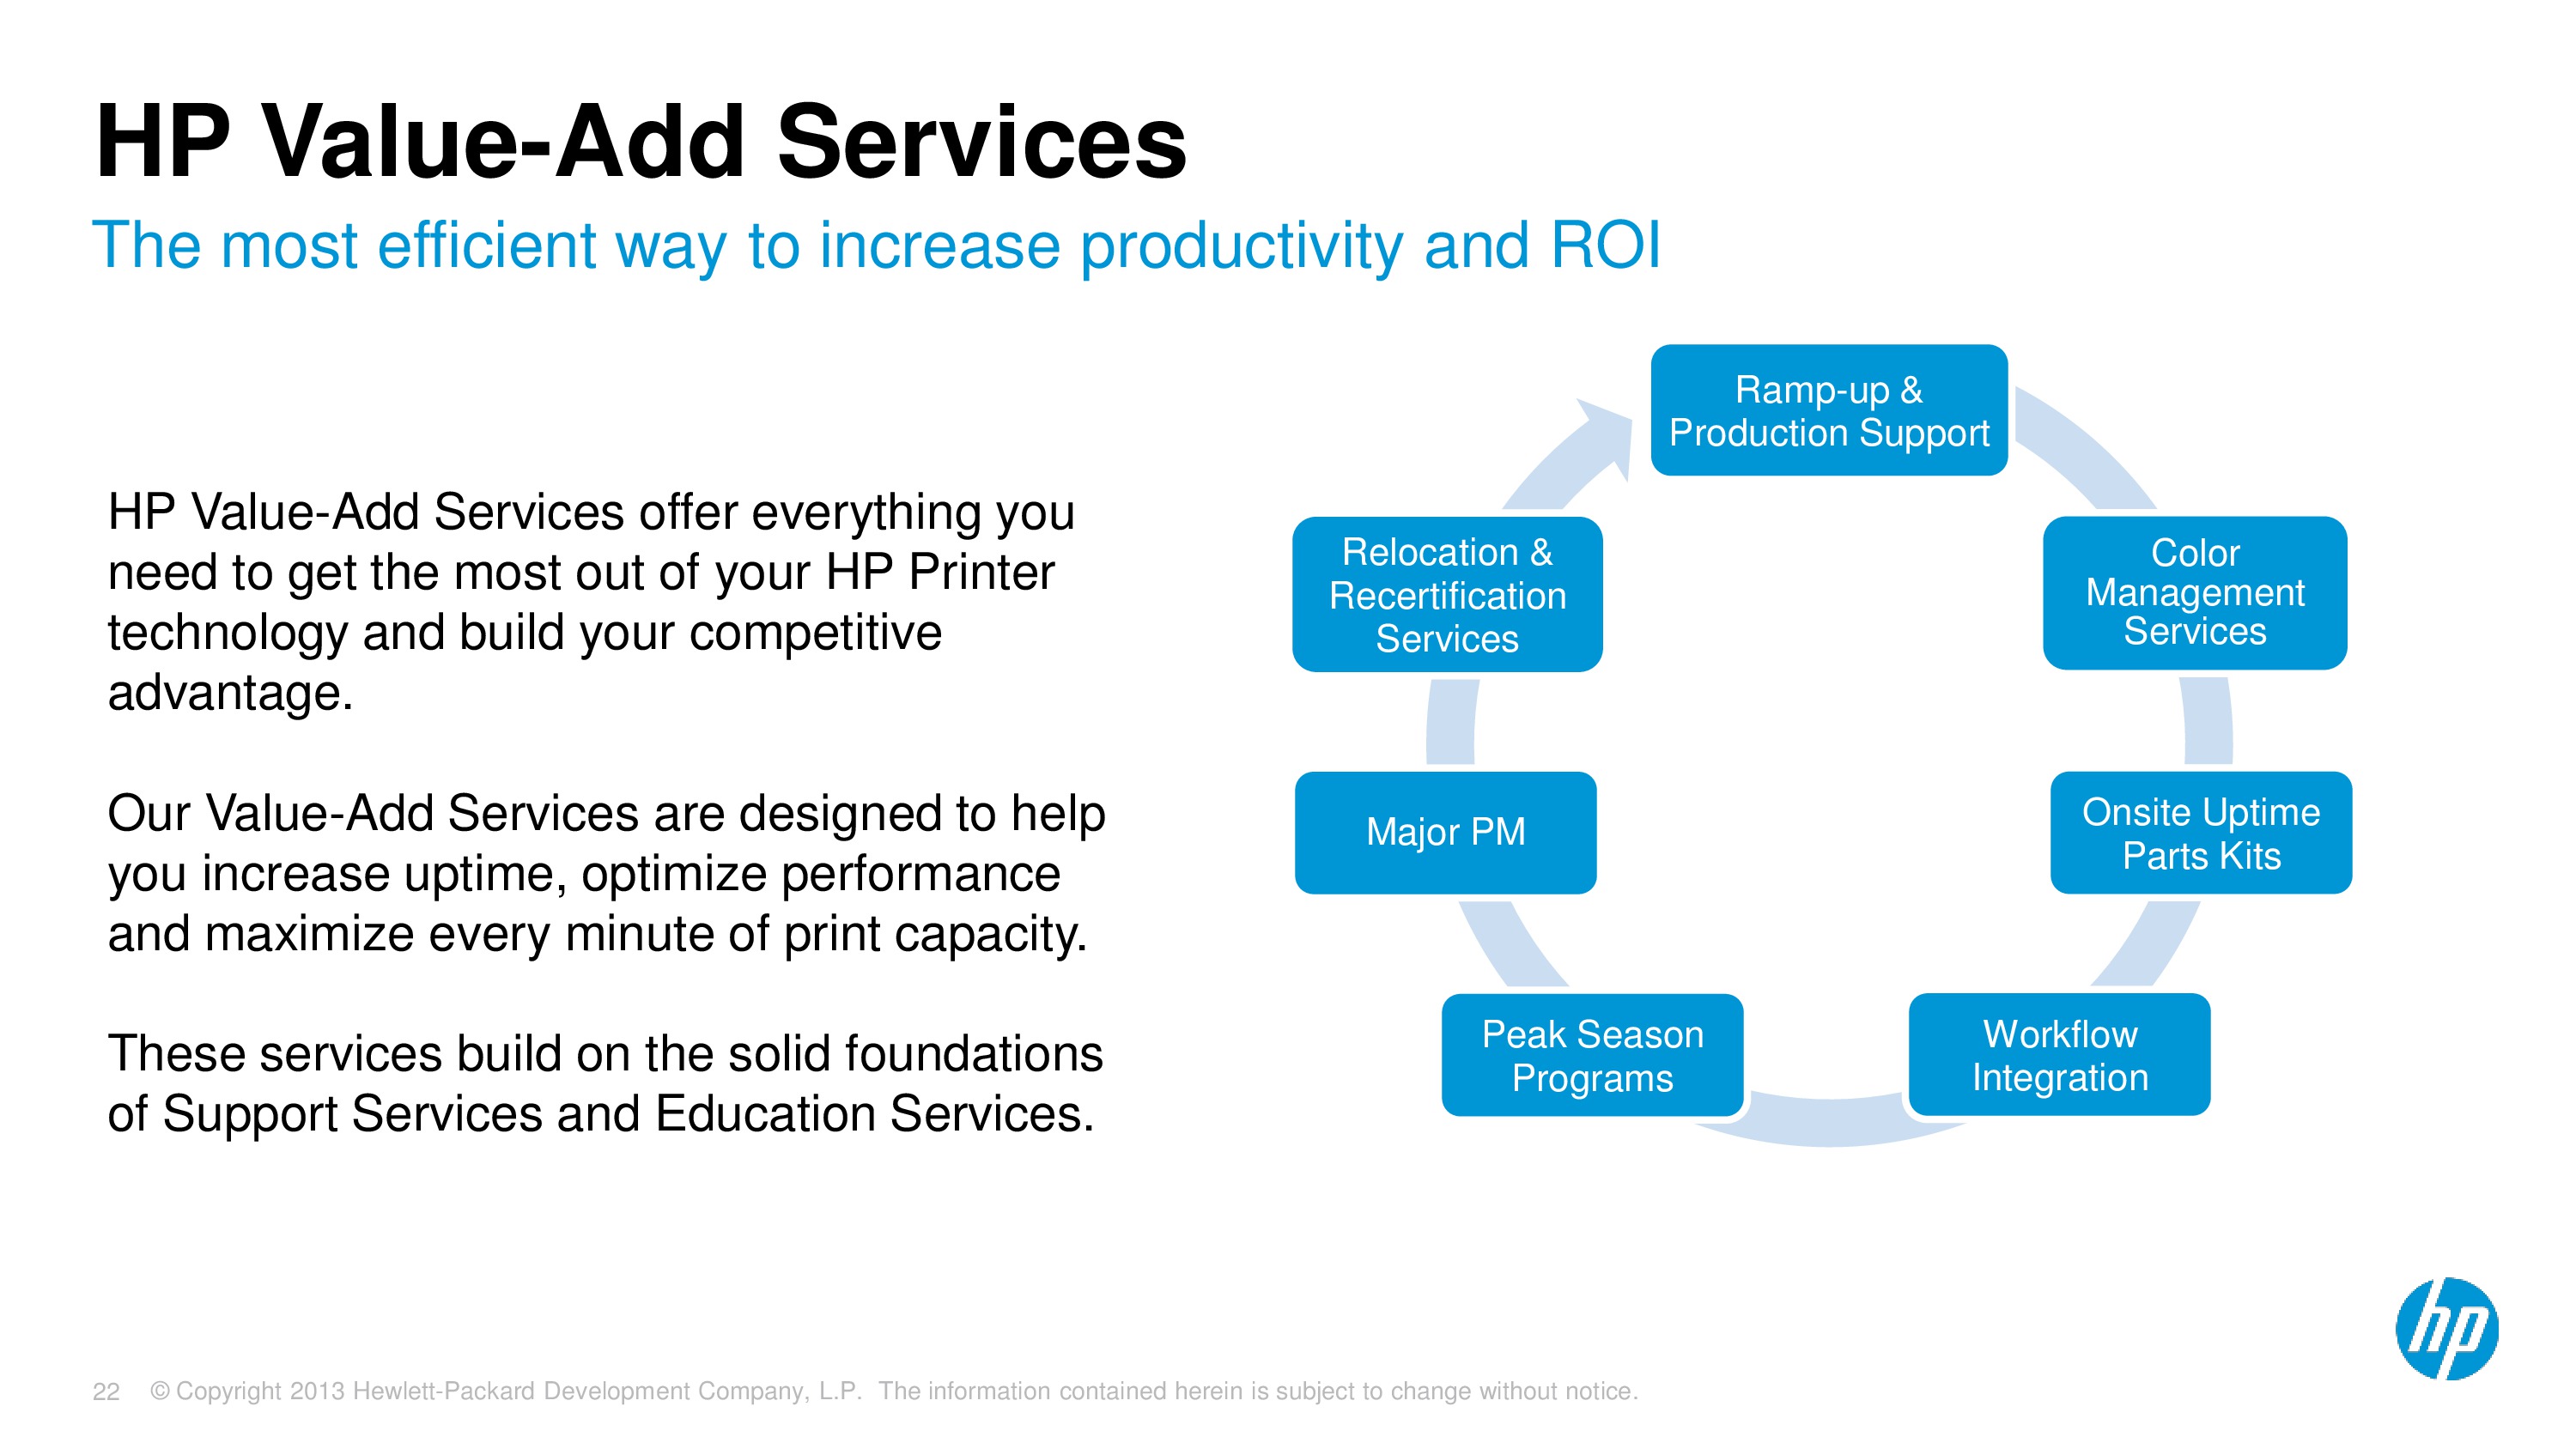 HP Value-Add Services
The most efficient way to increase productivity and ROI
HP Value-Add Services offer everything you
need to get the most out of your HP Printer
technology and build your competitive
advantage.
Our Value-Add Services are designed to help
you increase uptime, optimize performance
and maximize every minute of print capacity.
These services build on the solid foundations
of Support Services and Education Services.
Ramp-up &
Production Support
Color
Management
Services
Onsite Uptime
Parts Kits
Workflow
Integration
Peak Season
Programs
Major PM
Relocation &
Recertification
Services
hp
22 © Copyright 2013 Hewlett-Packard Development Company, L.P. The information contained herein is subject to change without notice.